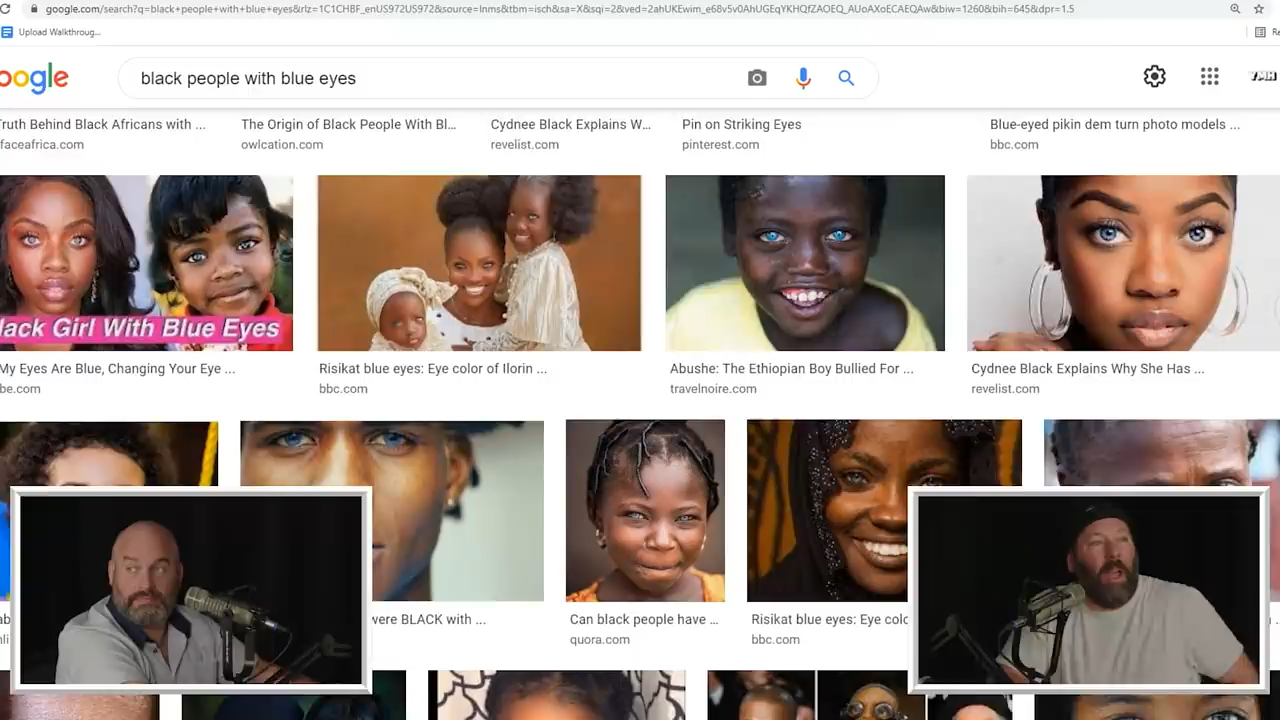 google.com/search?q=black+people+with+blue+eyes&rlz=1C1CHBF_enUS972US972&source=lnms&tbm=isch&sa=X&sqi=2&ved=2ahUKEwim_e68v5v0AhUGEqYKHQfZAOEQ_AUoAXoECAEQAw&biw=1260&bih=645&dpr=1.5
Upload Walkthroug...
Re
oogle
black people with blue eyes
YMH
Truth Behind Black Africans with ...
The Origin of Black People With Bl...
Cydnee Black Explains W...
Pin on Striking Eyes
Blue-eyed pikin dem turn photo models ...
faceafrica.com
owlcation.com
revelist.com
pinterest.com
bbc.com
lack Girl With Blue Eyes
My Eyes Are Blue, Changing Your Eye ...
Risikat blue eyes: Eye color of Ilorin ...
Abushe: The Ethiopian Boy Bullied For ...
Cydnee Black Explains Why She Has ...
be.com
bbc.com
travelnoire.com
revelist.com
were BLACK with ...
Can black people have ...
Risikat blue eyes: Eye colo
quora.com
bbc.com